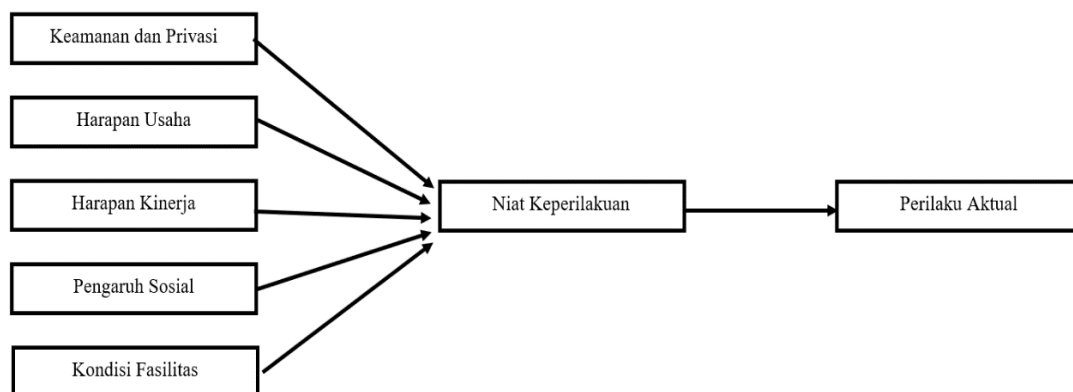 Keamanan dan Privasi
Harapan Usaha
Harapan Kinerja
Pengaruh Sosial
Kondisi Fasilitas
Niat Keperilakuan
Perilaku Aktual